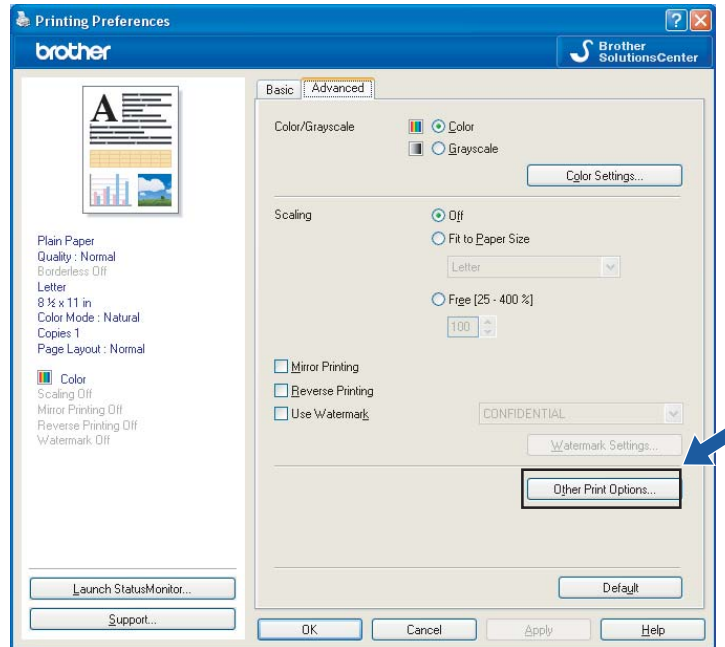 Printing Preferences
brother
Brother
SolutionsCenter
A
Plain Paper
Quality : Normal
Borderless Off
Letter
8 ½ x 11 in
Color Mode : Natural
Copies 1
Page Layout : Normal
Color
Scaling Off
Mirror Printing Off
Reverse Printing Off
Watermark Off
Launch StatusMonitor...
Support...
Basic Advanced
Color/Grayscale
Color
Grayscale
Color Settings...
Scaling
Off
Fit to Paper Size
Letter
Free [25 - 400 %]
100
Mirror Printing
Reverse Printing
Use Watermark CONFIDENTIAL
Watermark Settings...
Other Print Options...
Default
OK Cancel Apply Help